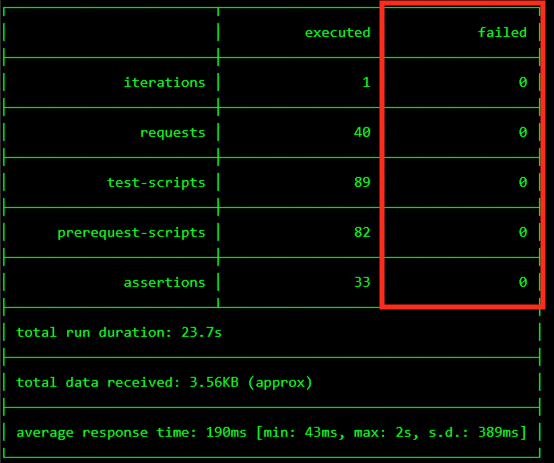 executed failed
iterations 1 0
requests 40 0
test-scripts 89 0
prerequest-scripts 82 0
assertions 33 0
total run duration: 23.7s
total data received: 3.56KB (approx)
average response time: 190ms [min: 43ms, max: 2s, s.d.: 389ms]